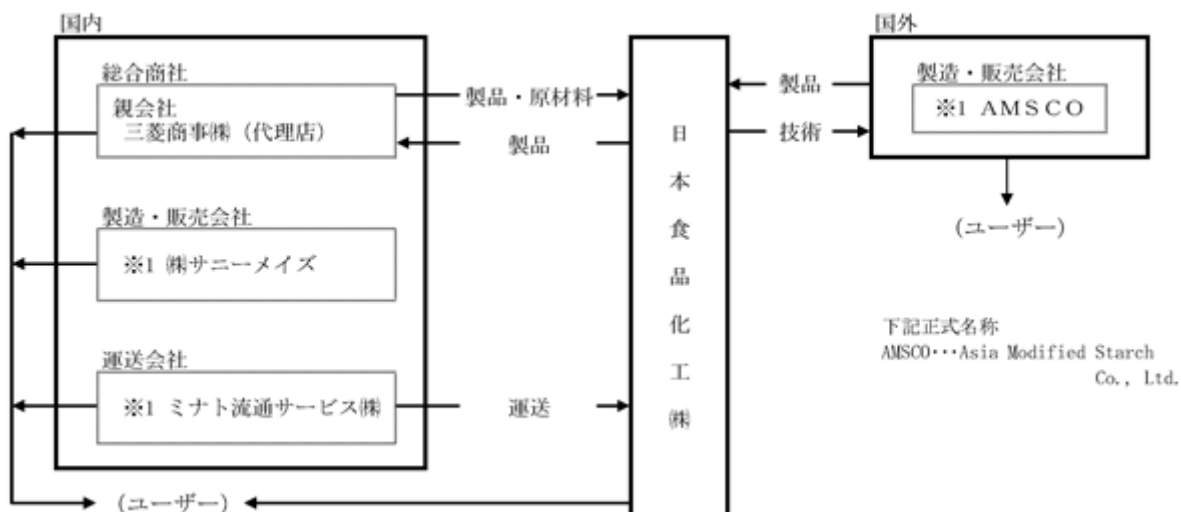 国内
総合商社
親会社
三菱商事㈱（代理店）
製造・販売会社
※1 ㈱サニーメイズ
運送会社
※1 ミナト流通サービス㈱
（ユーザー）
製品・原材料
製品
運送
日本食品化工㈱
製品
技術
国外
製造・販売会社
※1 ＡＭＳＣＯ
（ユーザー）
下記正式名称
AMSCO･･･Asia Modified Starch
Co., Ltd.